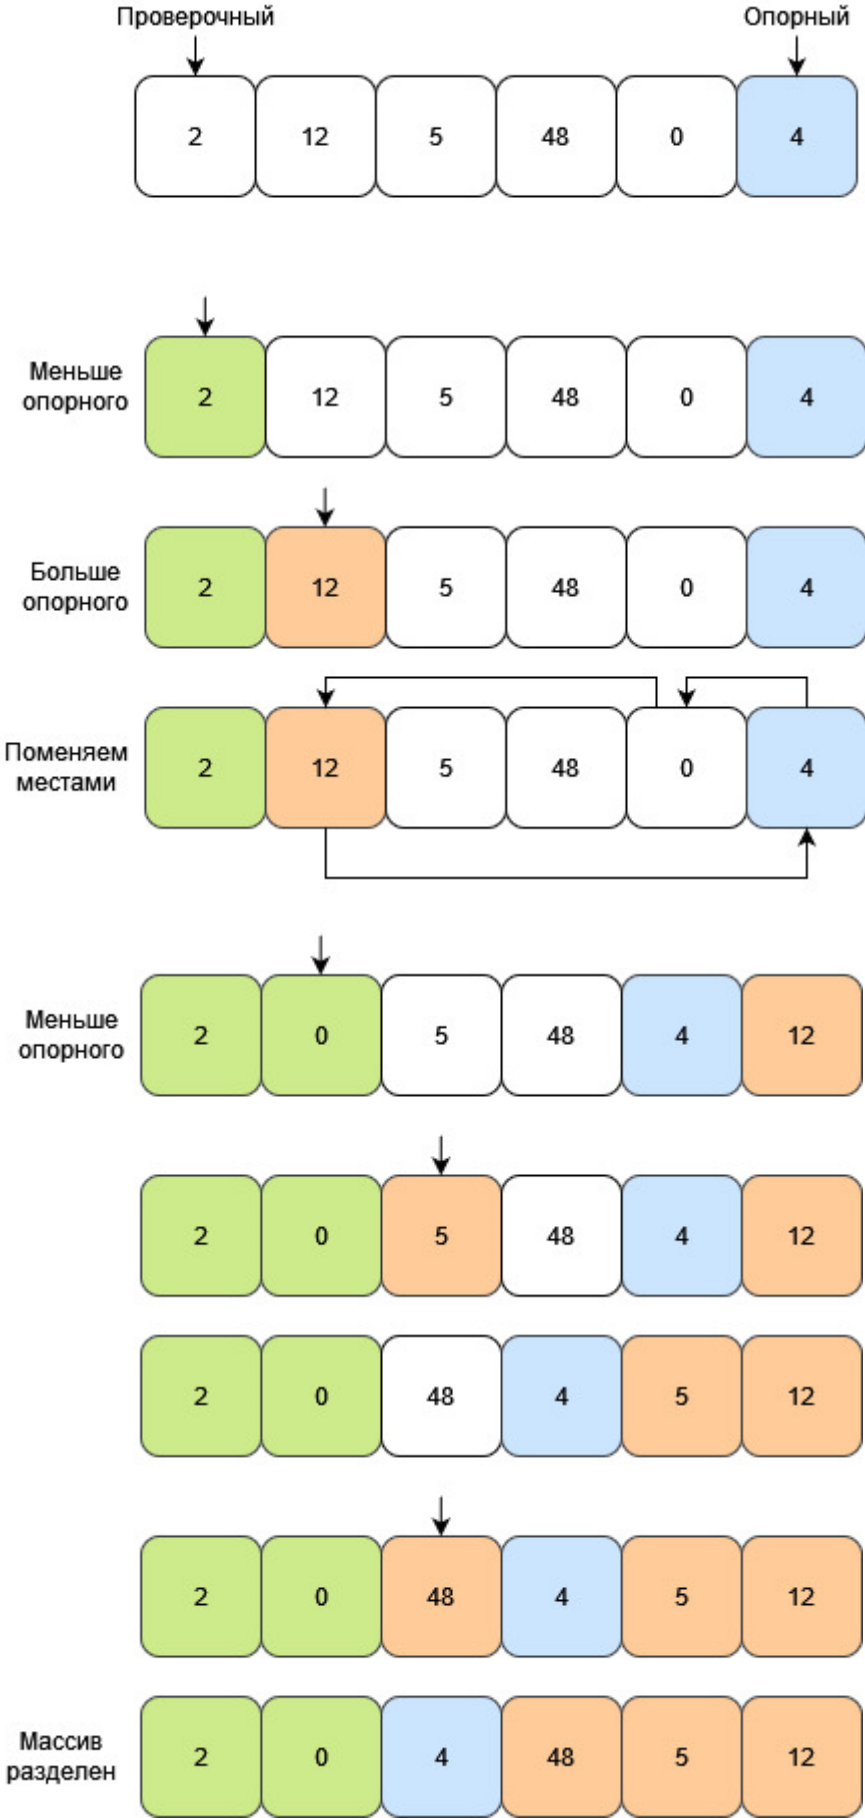 Проверочный Опорный
2 12 5 48 0 4
Меньше
опорного
2 12 5 48 0 4
Больше
опорного
2 12 5 48 0 4
Поменяем
местами
2 12 5 48 0 4
Меньше
опорного
2 0 5 48 4 12
2 0 5 48 4 12
2 0 48 4 5 12
2 0 48 4 5 12
Массив
разделен
2 0 4 48 5 12